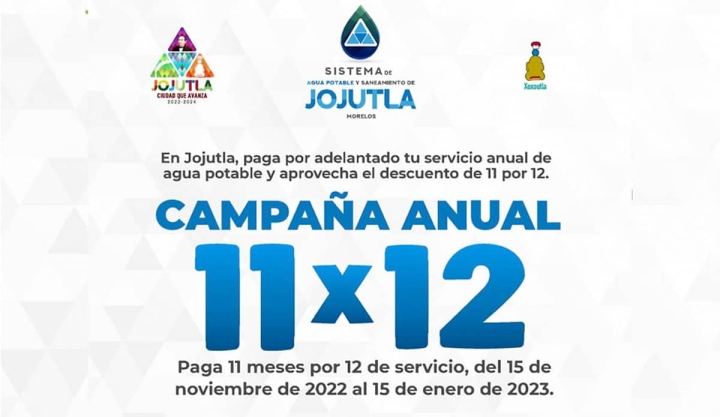 JOJUTLA
CIUDAD QUE AVANZA
2022-2024
SISTEMA DE
AGUA POTABLE Y SANEAMIENTO DE
JOJUTLA
MORELOS
Xoxoutla
En Jojutla, paga por adelantado tu servicio anual de
agua potable y aprovecha el descuento de 11 por 12.
CAMPAÑA ANUAL
11x12
Paga 11 meses por 12 de servicio, del 15 de
noviembre de 2022 al 15 de enero de 2023.